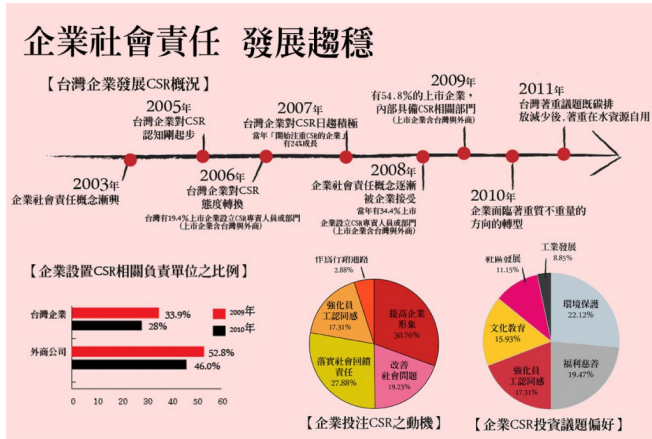 企業社會責任 發展趨穩
【台灣企業發展CSR概況】
2003年
企業社會責任概念漸興
2005年
台灣企業對CSR
認知剛起步
2006年
台灣企業對CSR
態度轉換
台灣有19.4%上市企業設立CSR專責人員或部門
(上市企業含台灣與外商)
2007年
台灣企業對CSR日趨積極
當年「開始注重CSR的企業」
有24%成長
2008年
企業社會責任概念逐漸
被企業接受
當年有34.4%上市
企業設立CSR專責人員或部門
(上市企業含台灣與外商)
2009年
有54.8%的上市企業，
內部具備CSR相關部門
(上市企業含台灣與外商)
2010年
企業面臨著重質不重量的
方向的轉型
2011年
台灣著重議題既碳排
放減少後，著重在水資源自用
【企業設置CSR相關負責單位之比例】
台灣企業
33.9%
28%
外商公司
52.8%
46.0%
2009年
2010年
0 10 20 30 40 50 60
作為行銷通路
2.88%
強化員
工認同感
17.31%
提高企業
形象
30.76%
落實社會回饋
責任
27.88%
改善
社會問題
19.23%
【企業投注CSR之動機】
工業發展
8.85%
社區發展
11.15%
環境保護
22.12%
文化教育
15.93%
強化員
工認同感
17.31%
福利慈善
19.47%
【企業CSR投資議題偏好】